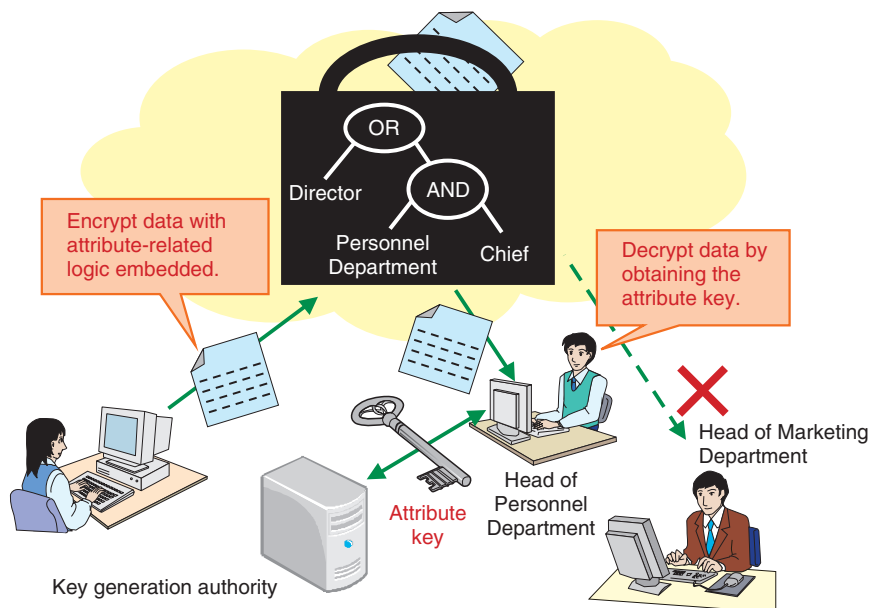 OR
Director
AND
Personnel
Department
Chief
Encrypt data with
attribute-related
logic embedded.
Decrypt data by
obtaining the
attribute key.
Head of Marketing
Department
Head of
Personnel
Department
Attribute
key
Key generation authority